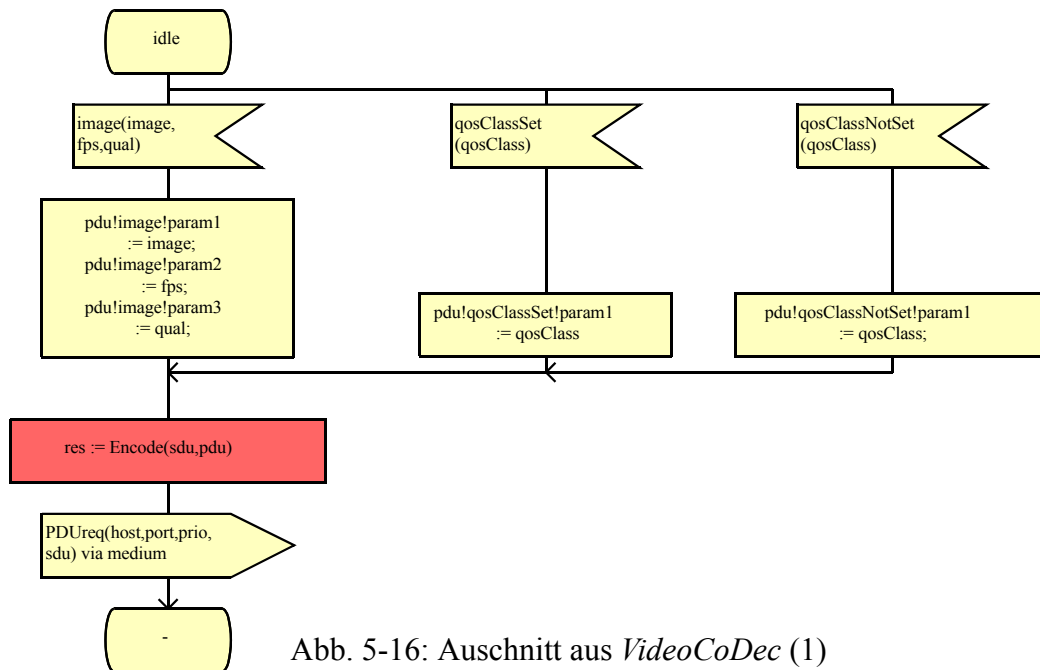 idle
image(image,
fps,qual)
qosClassSet
(qosClass)
qosClassNotSet
(qosClass)
pdu!image!param1
:= image;
pdu!image!param2
:= fps;
pdu!image!param3
:= qual;
pdu!qosClassSet!param1
:= qosClass
pdu!qosClassNotSet!param1
:= qosClass;
res := Encode(sdu,pdu)
PDUreq(host,port,prio,
sdu) via medium
-
Abb. 5-16: Auschnitt aus VideoCoDec (1)